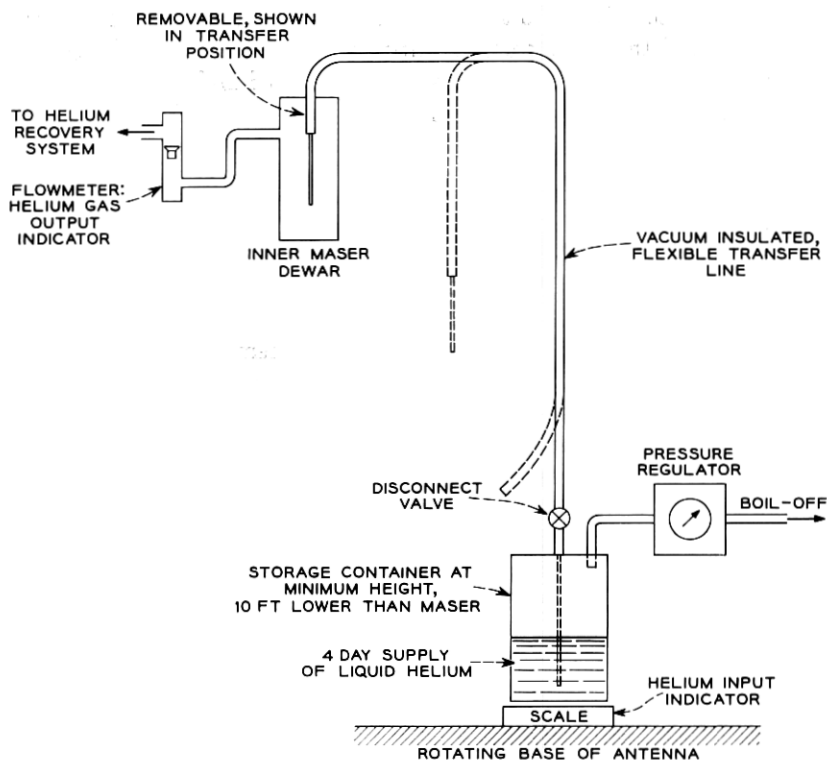 REMOVABLE, SHOWN
IN TRANSFER
POSITION
TO HELIUM
RECOVERY
SYSTEM
FLOWMETER:
HELIUM GAS
OUTPUT
INDICATOR
INNER MASER
DEWAR
VACUUM INSULATED,
FLEXIBLE TRANSFER
LINE
PRESSURE
REGULATOR
BOIL-OFF
DISCONNECT
VALVE
STORAGE CONTAINER AT
MINIMUM HEIGHT,
10 FT LOWER THAN MASER
4 DAY SUPPLY
OF LIQUID HELIUM
HELIUM INPUT
INDICATOR
SCALE
ROTATING BASE OF ANTENNA